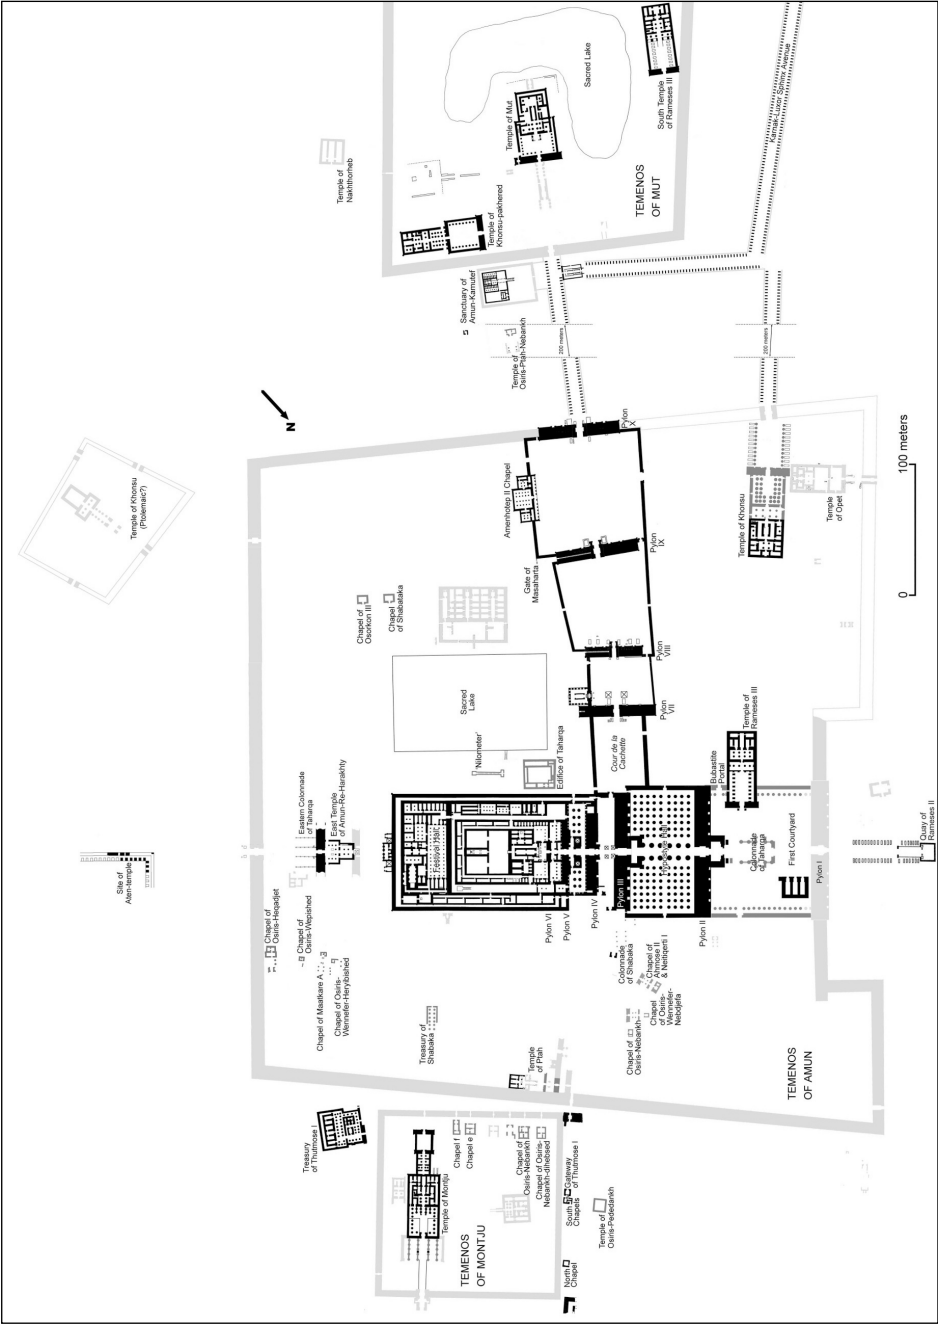 Sacred Lake
South Temple
of Rameses III
Karnak-Luxor Sphinx Avenue
Temple of Mut
TEMENOS
OF MUT
Temple of
Nakhthorheb
Temple of
Khonsu-pakhered
Sanctuary of
Amun-Kamutef
Temple of
Osiris-Ptah-Nebankh
200 meters
200 meters
N
Temple of Khonsu
(Ptolemaic?)
Pylon
X
Amenhotep II Chapel
Gate of
Masaharta
Pylon
IX
Temple of Khonsu
Temple
of Opet
0
100 meters
Chapel of
Osorkon III
Chapel
of Shabataka
Pylon
VIII
Sacred
Lake
Pylon
VII
'Nilometer'
Edifice of Taharqa
Cour de la
Cachette
Temple of
Rameses III
Bubastite
Portal
Eastern Colonnade
of Taharqa
East Temple
of Amun-Re-Harakhty
Festival Hall
Hypostyle Hall
Colonnade
of Taharqa
First Courtyard
Pylon I
Quay of
Rameses II
Site of
Aten-temple
Pylon VI
Pylon V
Pylon IV
Pylon III
Pylon II
Chapel of
Osiris-Heqadjet
Chapel of
Osiris-Wepished
Chapel of Maatkare A
Chapel of Osiris-
Wennefer-Heryibished
Colonnade
of Shabaka
Chapel of
Ahmose II
& Neitiqerti I
Chapel
of Osiris-
Wennefer-
Nebdjefa
Chapel of
Osiris-Nebankh
Treasury of
Shabaka
Temple
of Ptah
TEMENOS
OF AMUN
Treasury
of Thutmose I
Chapel f
Chapel e
Chapel of
Osiris-Nebankh
Chapel of Osiris-
Nebankh-dihebsed
Gateway
of Thutmose I
South
Chapels
Temple of
Osiris-Pededankh
Temple of Montju
TEMENOS
OF MONTJU
North
Chapel